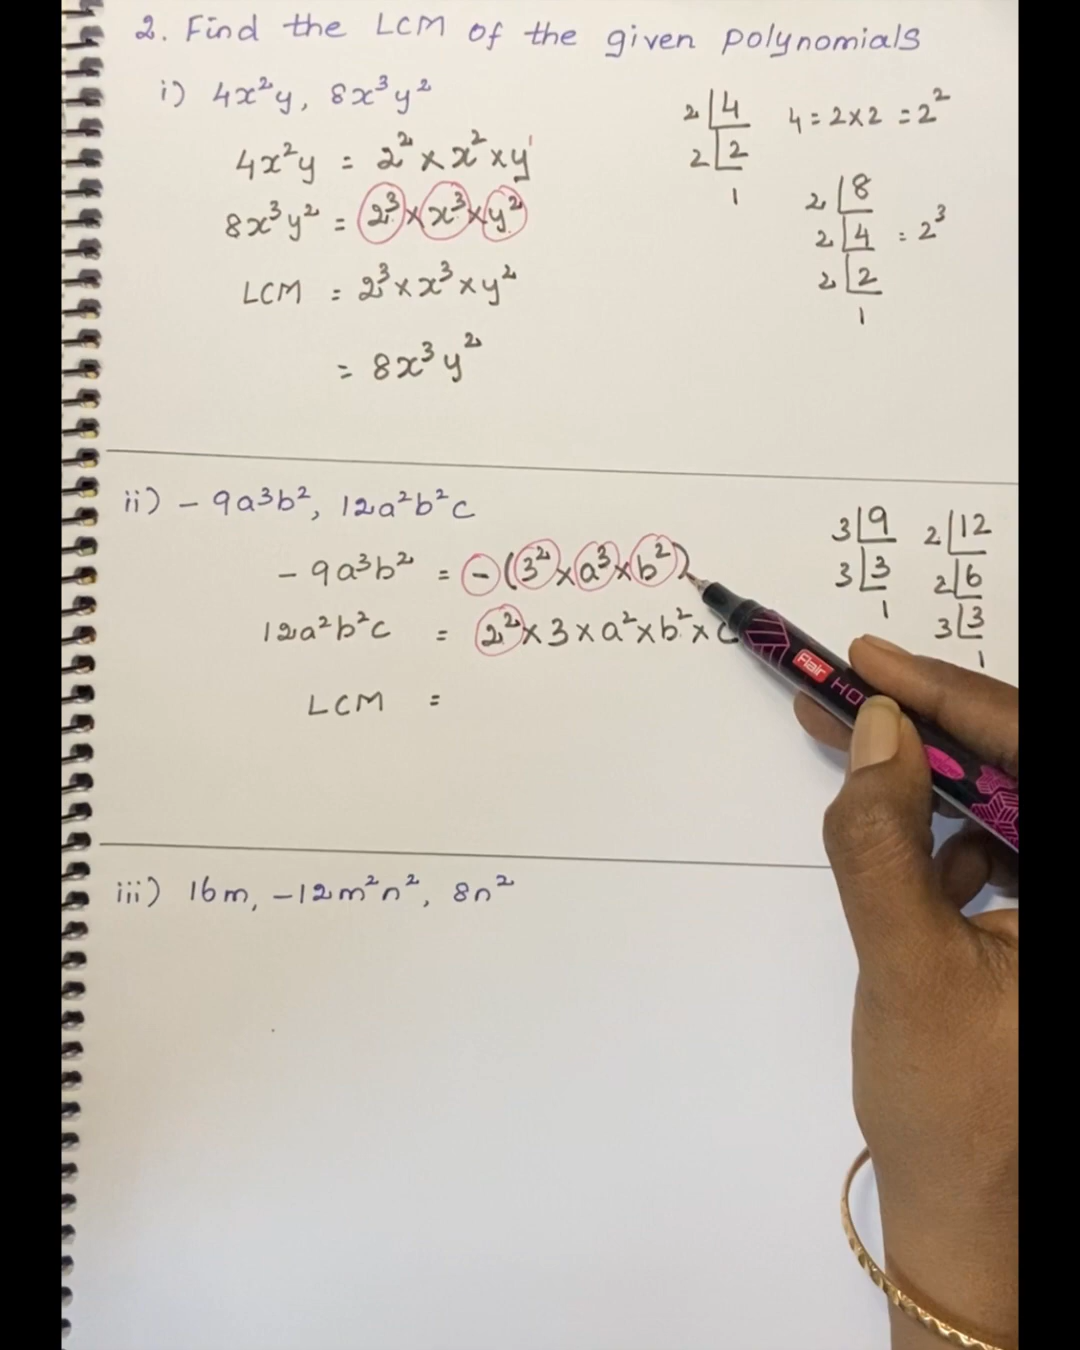 2. Find the LCM of the given polynomials
i) 4x²y, 8x³y²
4x²y = 2² × x² × y¹
8x³y² = 2³ × x³ × y²
LCM = 2³ × x³ × y²
= 8x³y²
2 4
2 2
1
4 = 2×2 = 2²
2 8
2 4 = 2³
2 2
1
ii) - 9a³b², 12a²b²c
- 9a³b² = - (3² × a³ × b²)
12a²b²c = 2² × 3 × a² × b² × c
LCM =
3 9
3 3
1
2 12
2 6
3 3
1
Flair HO
iii) 16m, -12m²n², 8n²